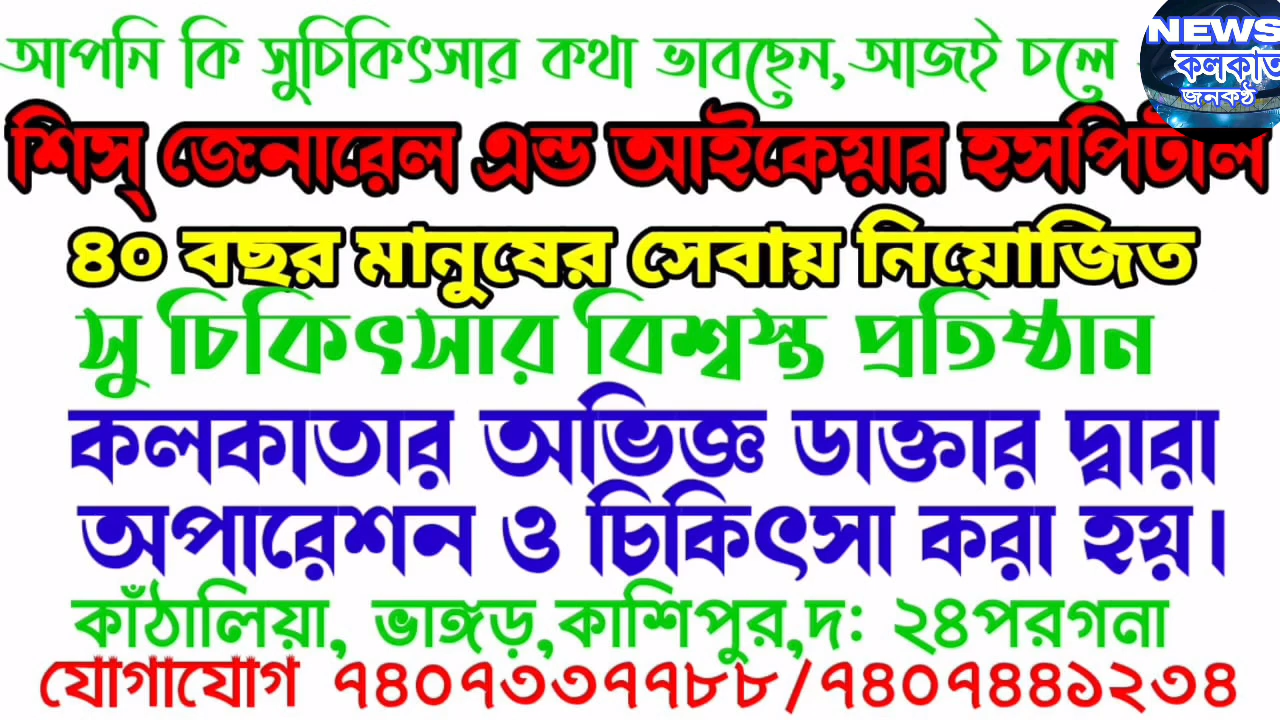 আপনি কি সুচিকিৎসার কথা ভাবছেন,আজই চলে
NEWS
কলকাত
জনকণ্ঠ
শিস্ জেনারেল এন্ড আইকেয়ার হসপিটাল
৪০ বছর মানুষের সেবায় নিয়োজিত
সু চিকিৎসার বিশ্বস্ত প্রতিষ্ঠান
কলকাতার অভিজ্ঞ ডাক্তার দ্বারা
অপারেশন ও চিকিৎসা করা হয়।
কাঁঠালিয়া, ভাঙ্গড়,কাশিপুর,দ: ২৪পরগনা
যোগাযোগ ৭৪০৭৩৩৭৭৮৮/৭৪০৭৪৪১২৩৪